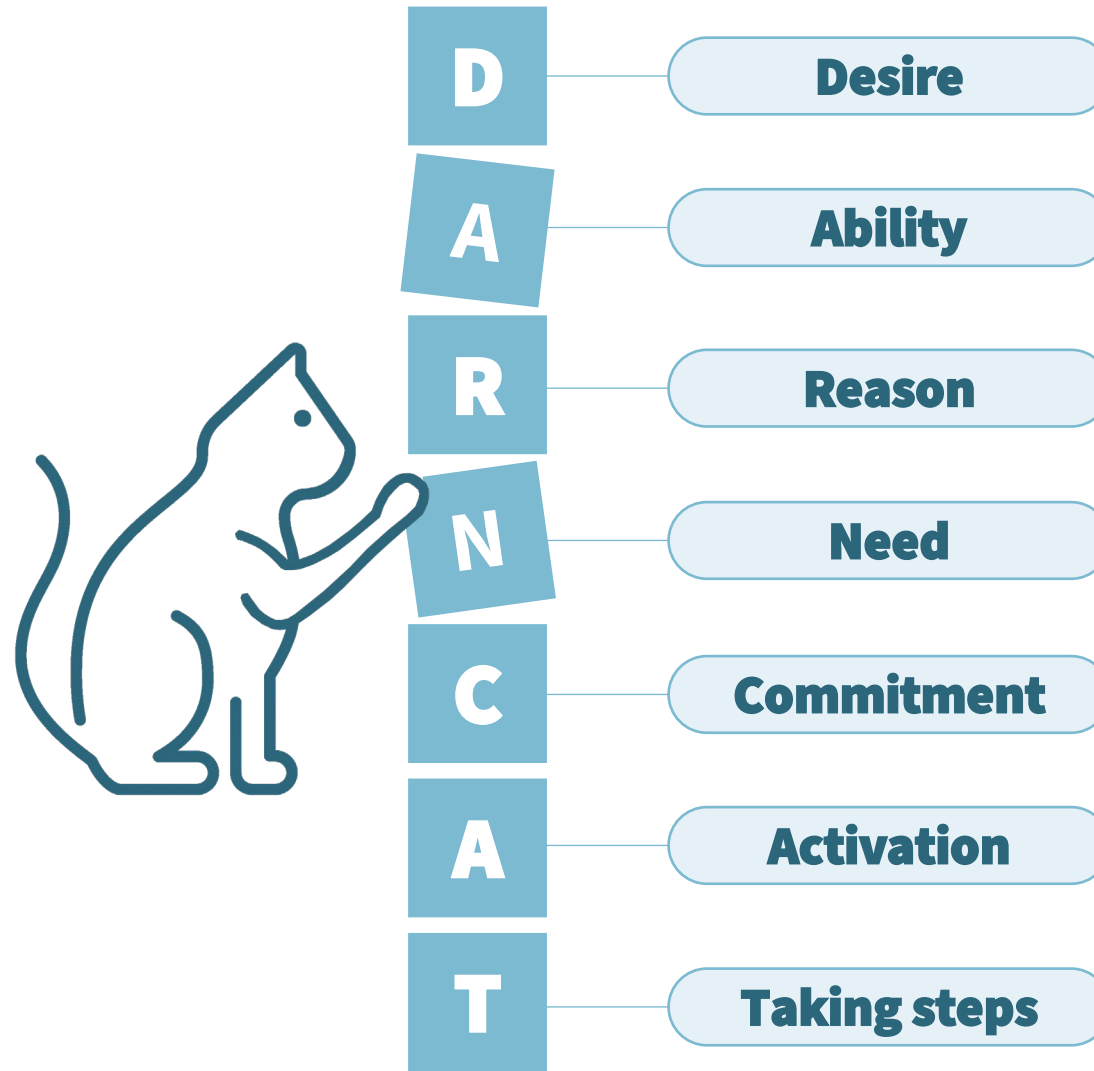 D Desire
A Ability
R Reason
N Need
C Commitment
A Activation
T Taking steps